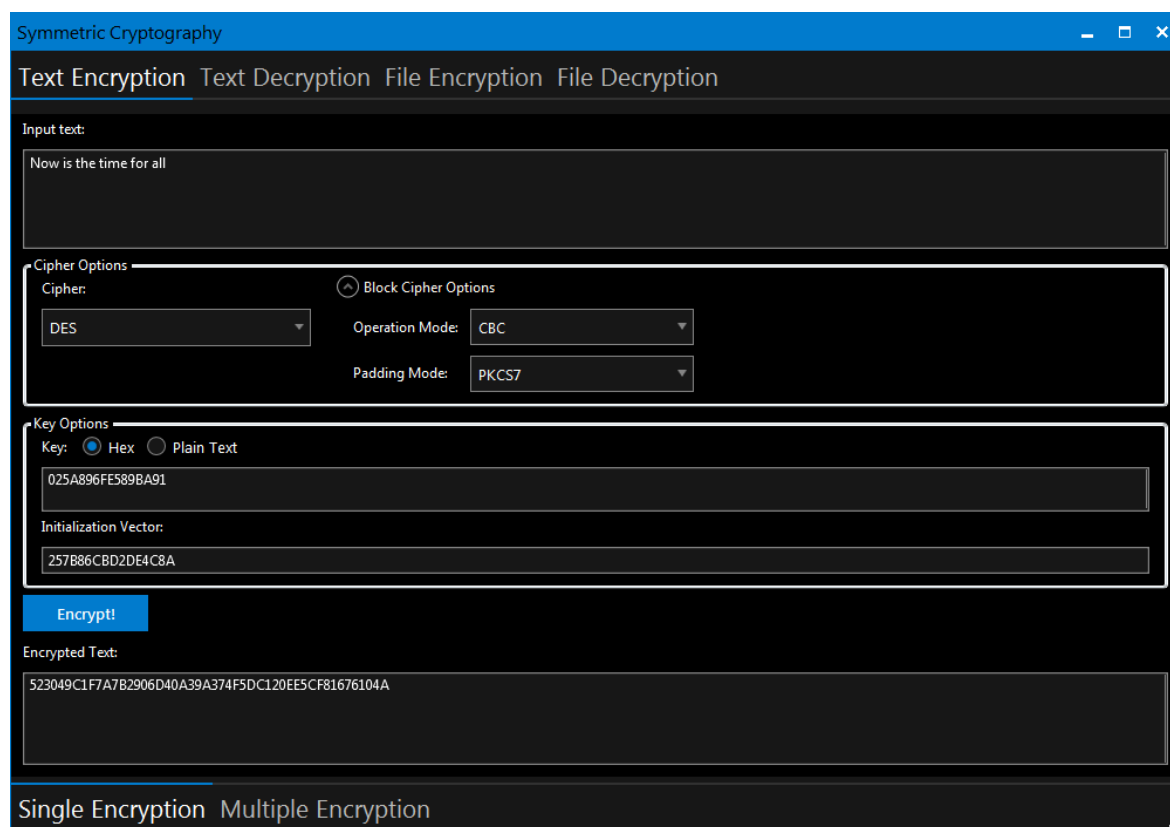 Symmetric Cryptography
Text Encryption Text Decryption File Encryption File Decryption
Input text:
Now is the time for all
Cipher Options
Cipher:
Block Cipher Options
DES
Operation Mode: CBC
Padding Mode: PKCS7
Key Options
Key: Hex Plain Text
025A896FE589BA91
Initialization Vector:
257B86CBD2DE4C8A
Encrypt!
Encrypted Text:
523049C1F7A7B2906D40A39A374F5DC120EE5CF81676104A
Single Encryption Multiple Encryption